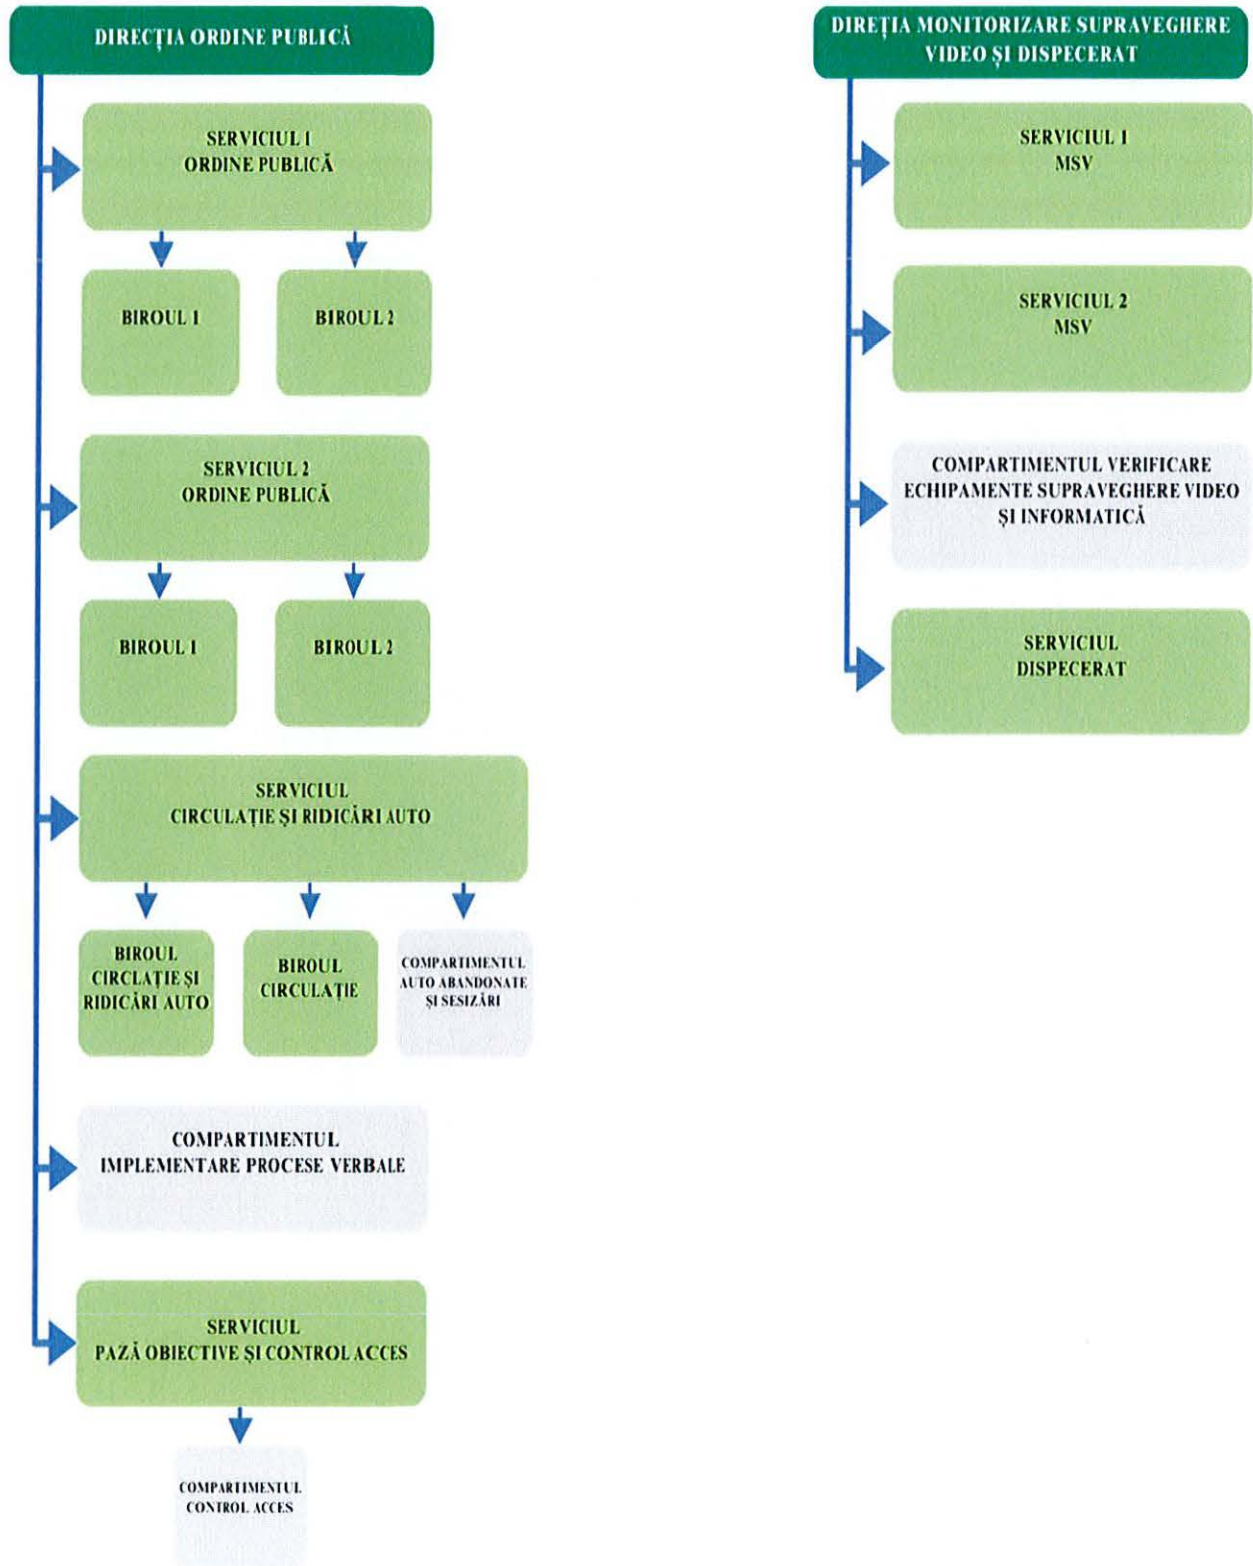 DIRECȚIA ORDINE PUBLICĂ
SERVICIUL 1
ORDINE PUBLICĂ
BIROUL 1
BIROUL 2
SERVICIUL 2
ORDINE PUBLICĂ
BIROUL 1
BIROUL 2
SERVICIUL
CIRCULAȚIE ȘI RIDICĂRI AUTO
BIROUL
CIRCLAȚIE ȘI
RIDICĂRI AUTO
BIROUL
CIRCULAȚIE
COMPARTIMENTUL
AUTO ABANDONATE
ȘI SESIZĂRI
COMPARTIMENTUL
IMPLEMENTARE PROCESE VERBALE
SERVICIUL
PAZĂ OBIECTIVE ȘI CONTROL ACCES
COMPARTIMENTUL
CONTROL ACCES
DIREȚIA MONITORIZARE SUPRAVEGHERE
VIDEO ȘI DISPECERAT
SERVICIUL 1
MSV
SERVICIUL 2
MSV
COMPARTIMENTUL VERIFICARE
ECHIPAMENTE SUPRAVEGHERE VIDEO
ȘI INFORMATICĂ
SERVICIUL
DISPECERAT